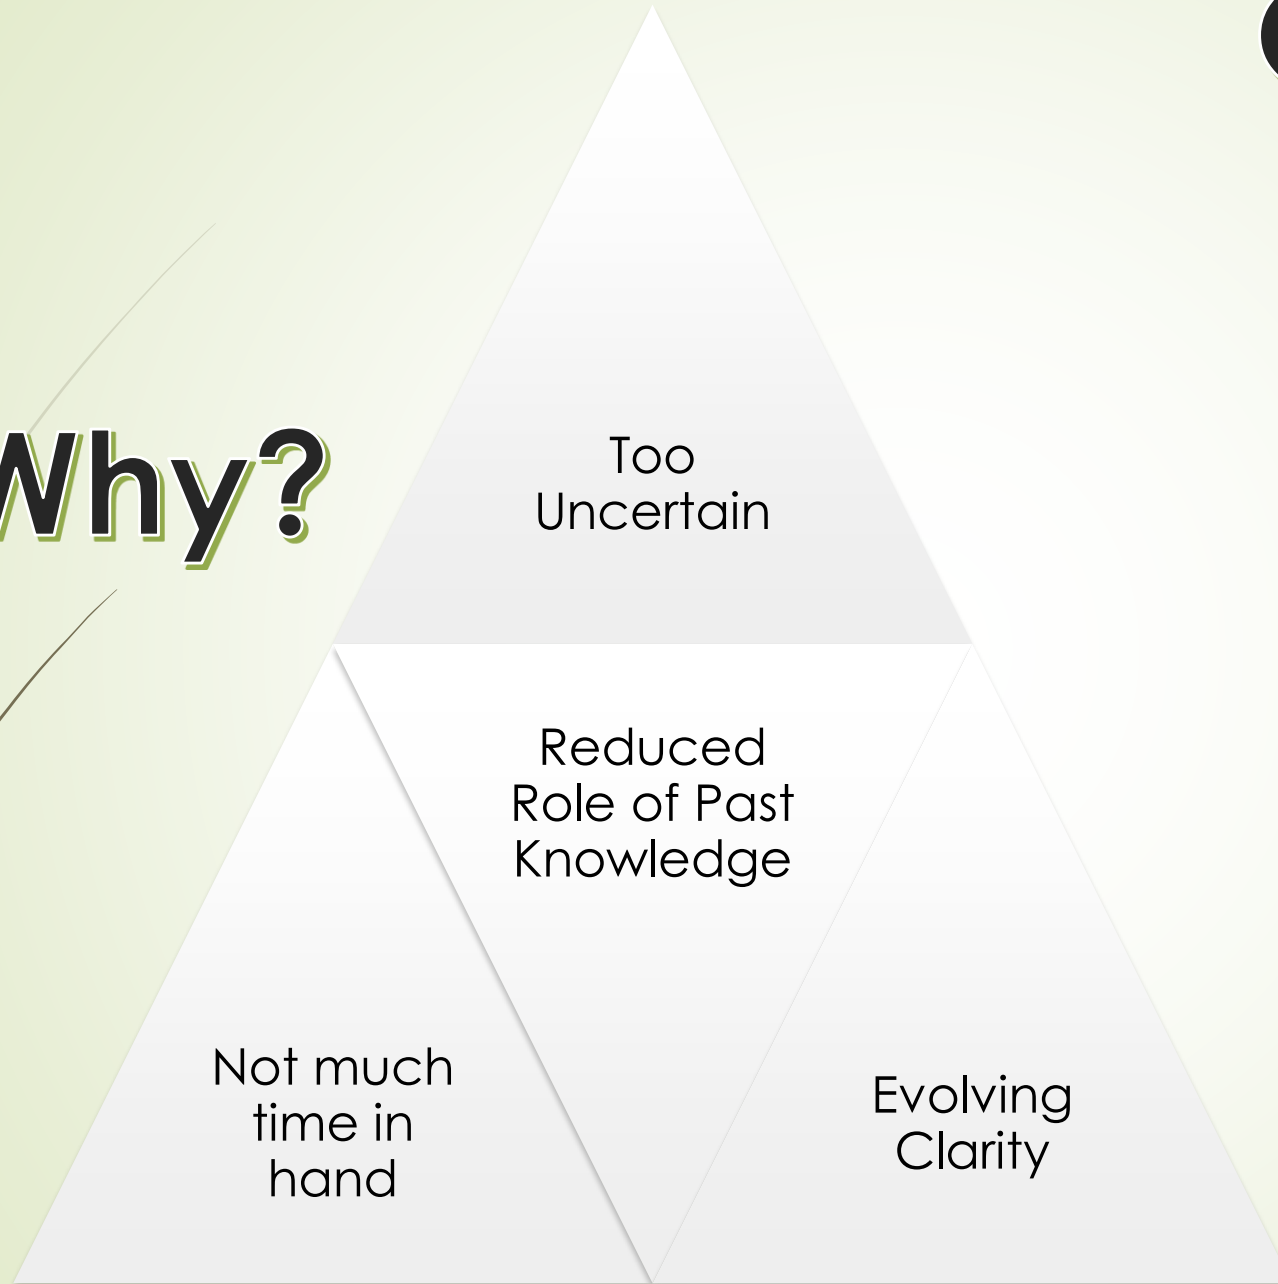 Why?
Too
Uncertain
Reduced
Role of Past
Knowledge
Not much
time in
hand
Evolving
Clarity